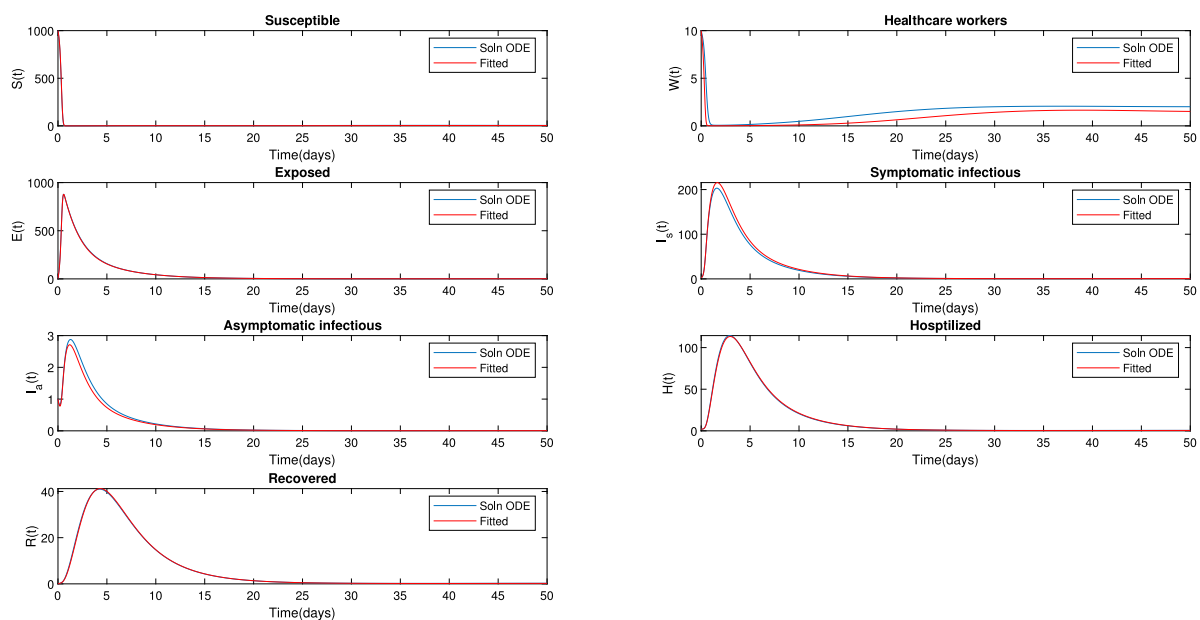 Susceptible
1000
500
0
S(t)
Soln ODE
Fitted
0 5 10 15 20 25 30 35 40 45 50
Time(days)
Healthcare workers
10
5
0
W(t)
Soln ODE
Fitted
0 5 10 15 20 25 30 35 40 45 50
Time(days)
Exposed
1000
500
0
E(t)
Soln ODE
Fitted
0 5 10 15 20 25 30 35 40 45 50
Time(days)
Symptomatic infectious
200
100
0
I_s(t)
Soln ODE
Fitted
0 5 10 15 20 25 30 35 40 45 50
Time(days)
Asymptomatic infectious
3
2
1
0
I_a(t)
Soln ODE
Fitted
0 5 10 15 20 25 30 35 40 45 50
Time(days)
Hosptilized
100
50
0
H(t)
Soln ODE
Fitted
0 5 10 15 20 25 30 35 40 45 50
Time(days)
Recovered
40
20
0
R(t)
Soln ODE
Fitted
0 5 10 15 20 25 30 35 40 45 50
Time(days)